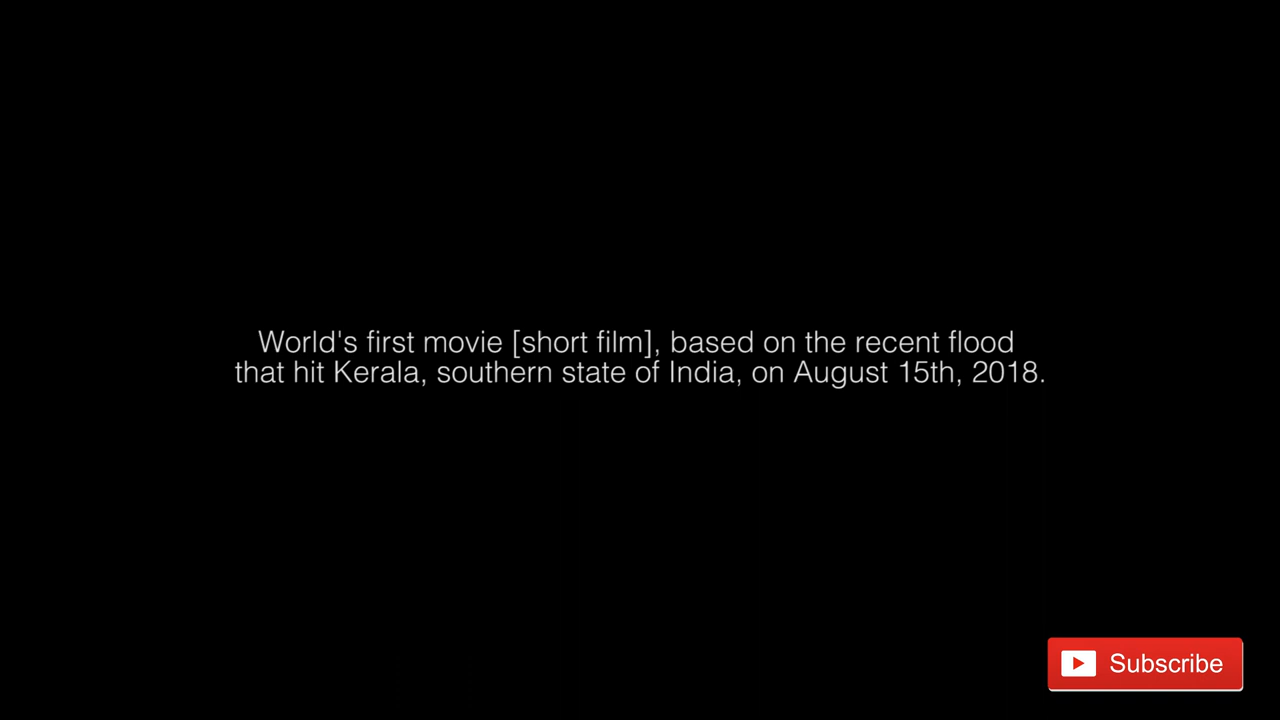 World's first movie [short film], based on the recent flood
that hit Kerala, southern state of India, on August 15th, 2018.
Subscribe